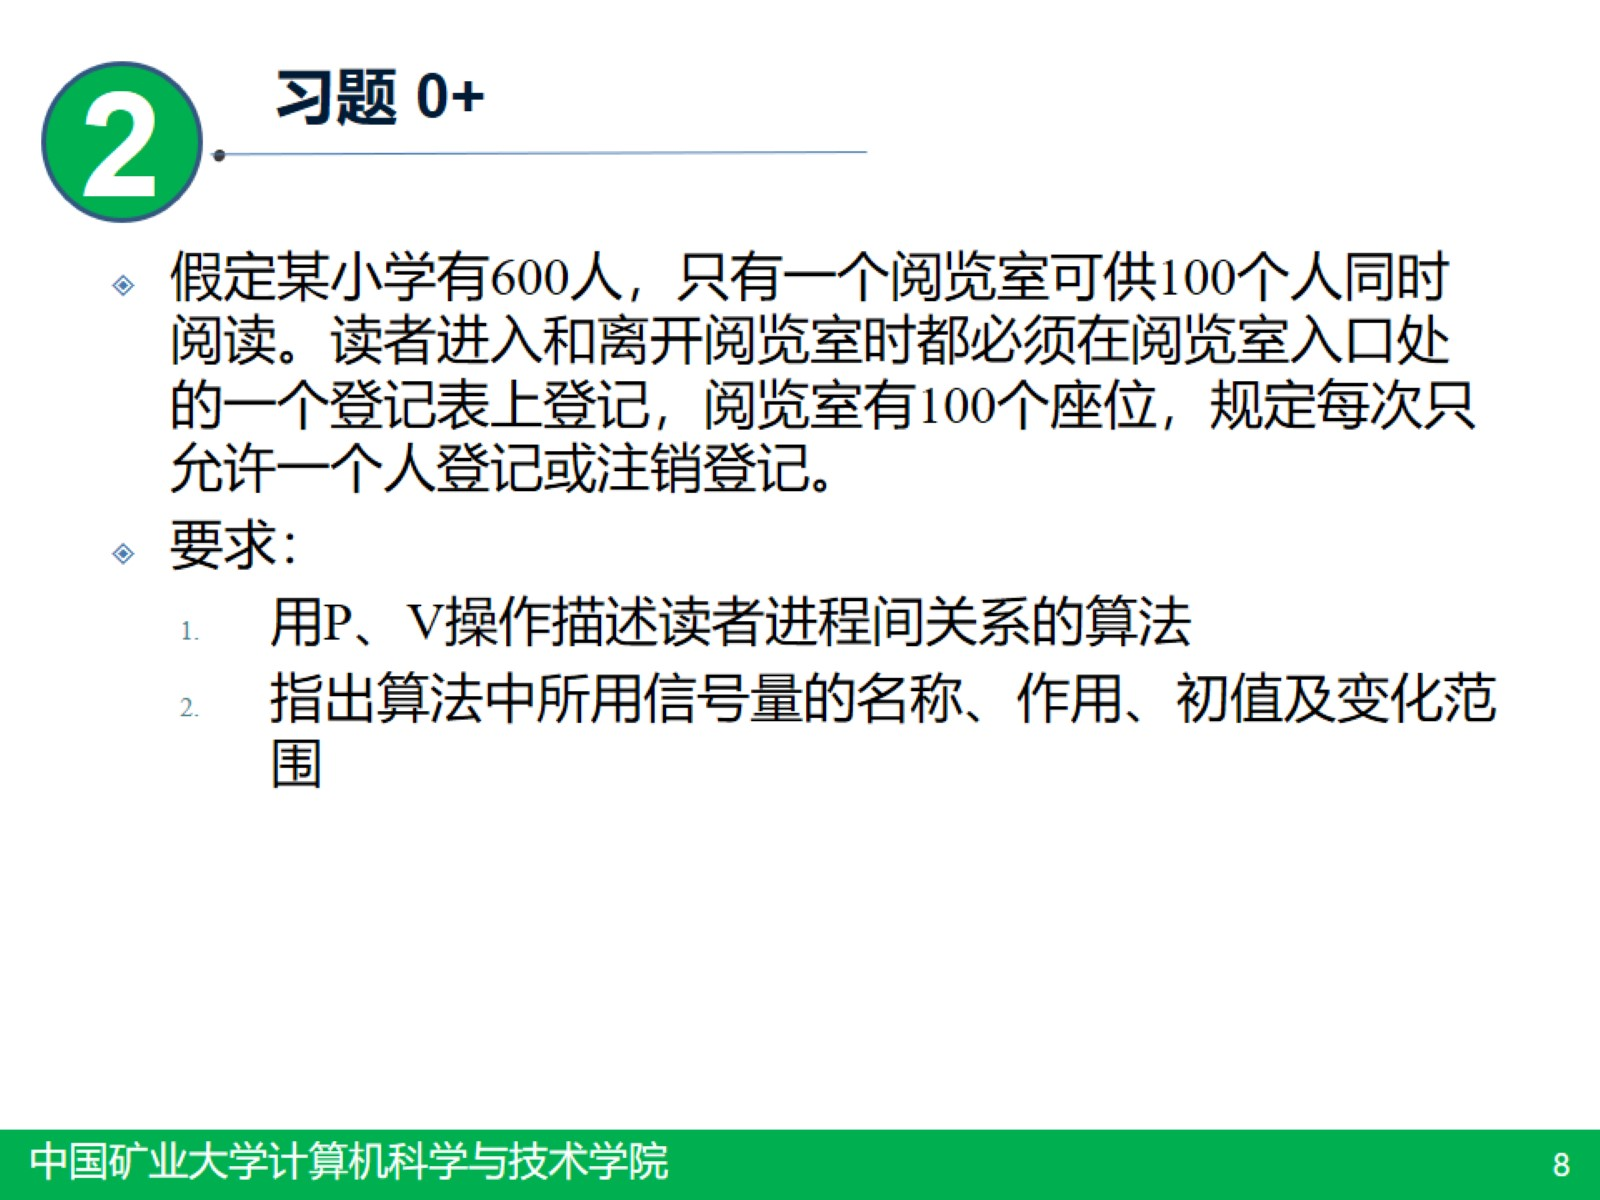 2
习题 0+
假定某小学有600人，只有一个阅览室可供100个人同时
阅读。读者进入和离开阅览室时都必须在阅览室入口处
的一个登记表上登记，阅览室有100个座位，规定每次只
允许一个人登记或注销登记。
要求：
1. 用P、V操作描述读者进程间关系的算法
2. 指出算法中所用信号量的名称、作用、初值及变化范
围
中国矿业大学计算机科学与技术学院
8